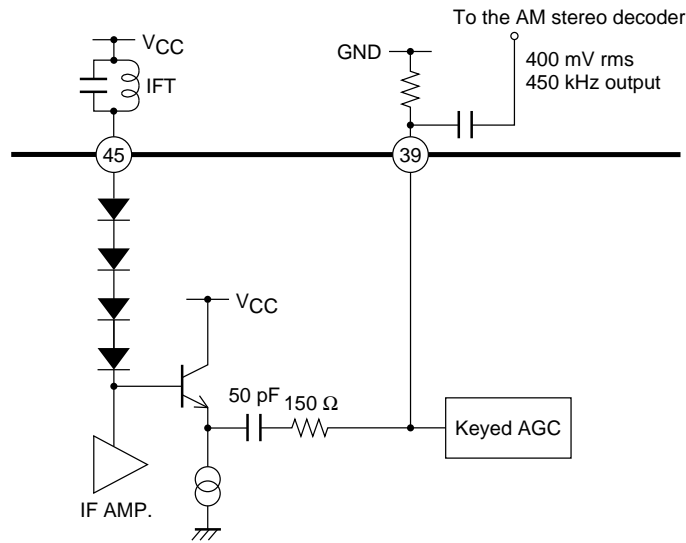 To the AM stereo decoder
VCC
GND
400 mV rms
450 kHz output
IFT
45
39
VCC
50 pF
150 Ω
Keyed AGC
IF AMP.